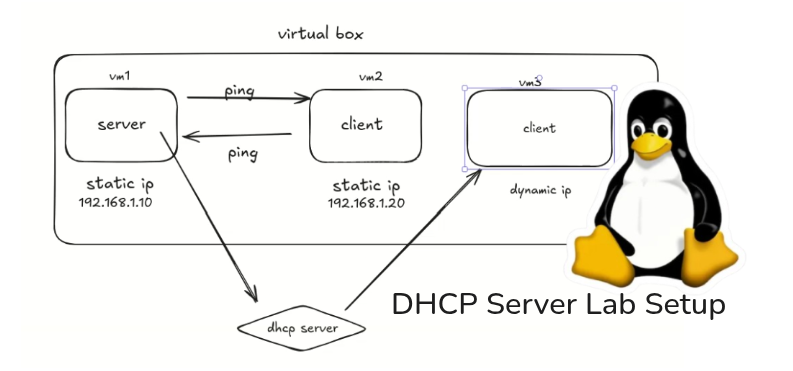 virtual box
vm1
vm2
vm3
ping
server
client
client
ping
static ip
192.168.1.10
static ip
192.168.1.20
dynamic ip
dhcp server
DHCP Server Lab Setup